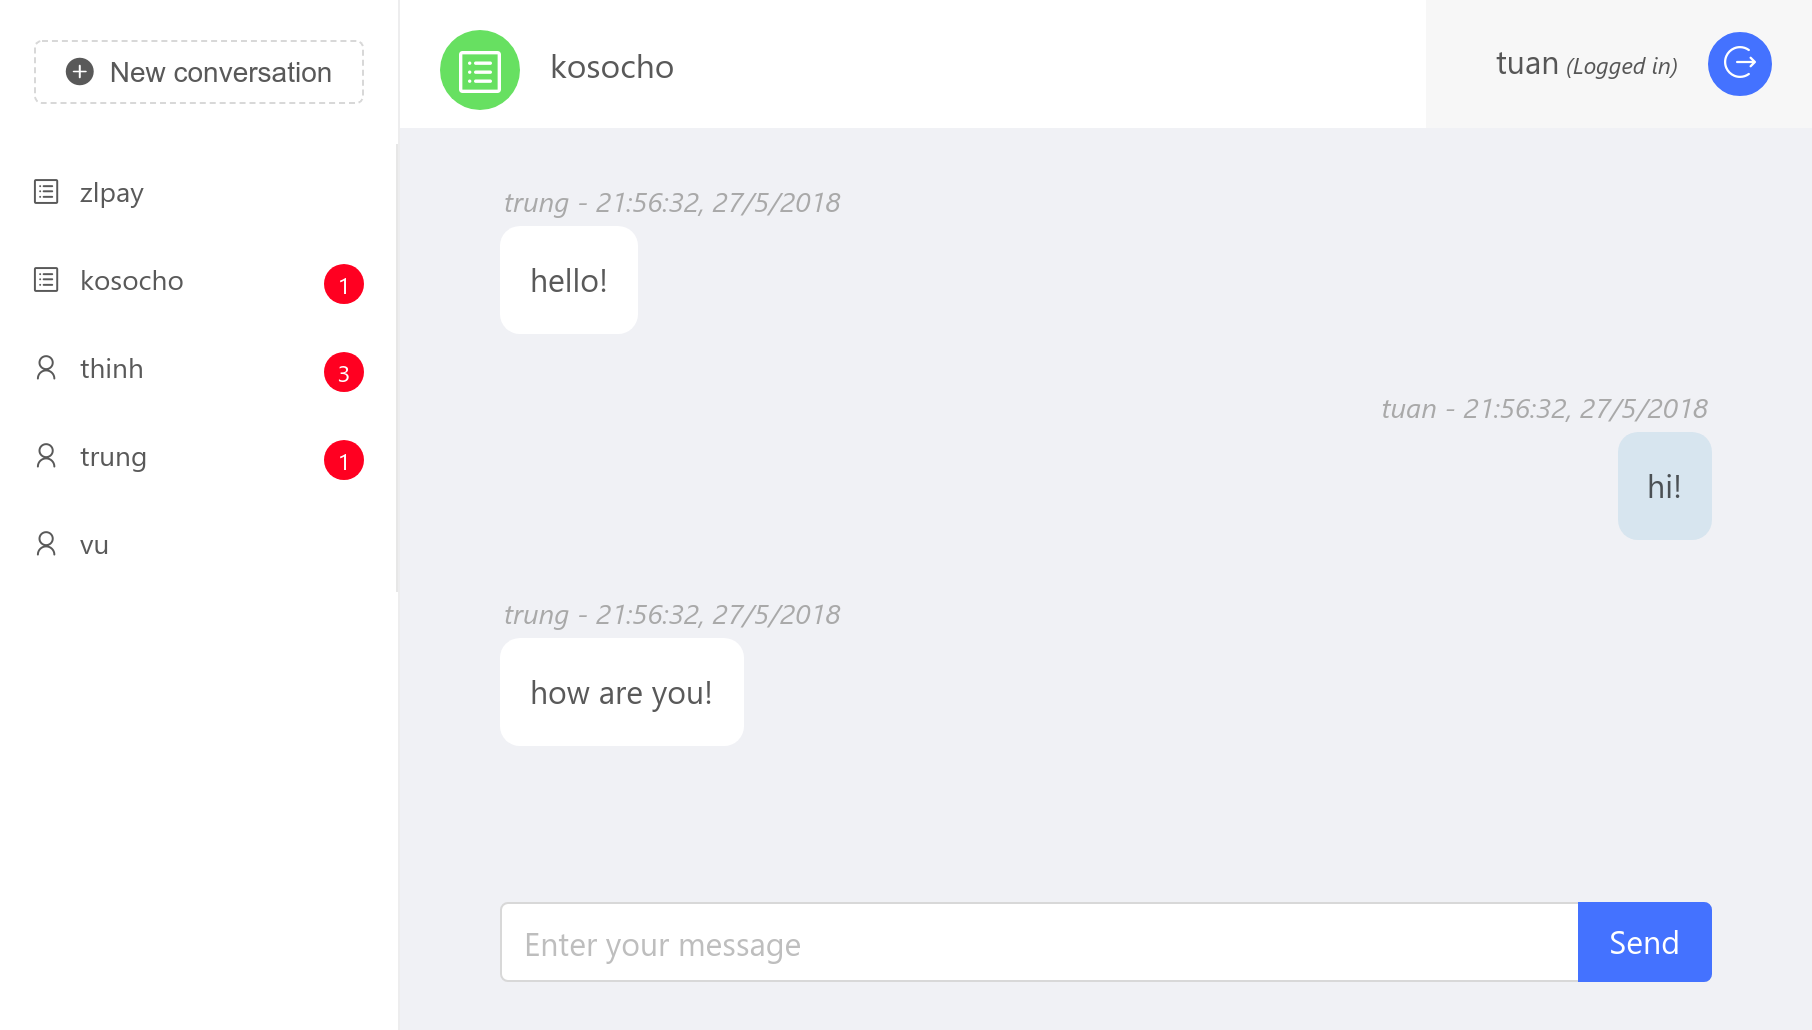 New conversation
zlpay
kosocho 1
thinh 3
trung 1
vu
kosocho
tuan (Logged in)
trung - 21:56:32, 27/5/2018
hello!
tuan - 21:56:32, 27/5/2018
hi!
trung - 21:56:32, 27/5/2018
how are you!
Enter your message
Send